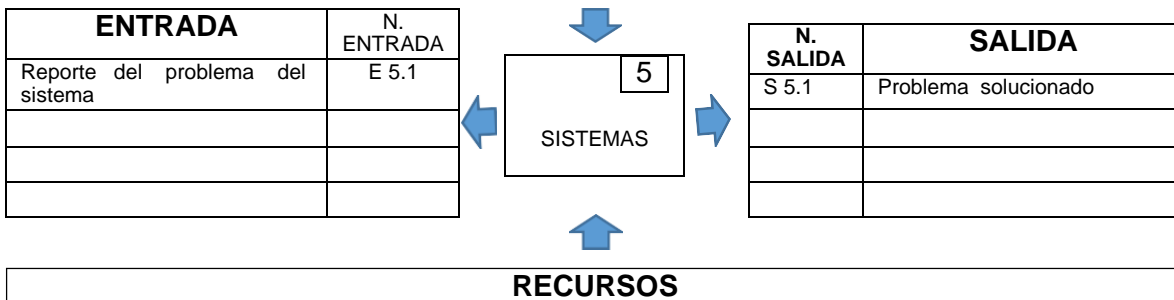 ENTRADA
N.
ENTRADA
Reporte del problema del
sistema
E 5.1
5
SISTEMAS
N.
SALIDA
SALIDA
S 5.1
Problema solucionado
RECURSOS